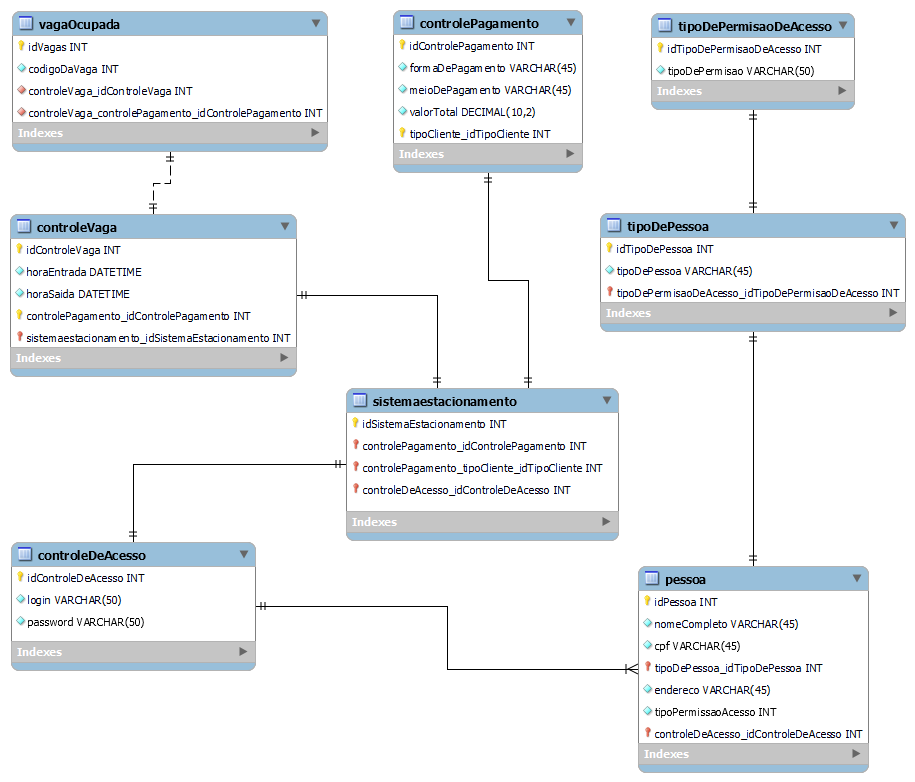 vagaOcupada
idVagas INT
codigoDaVaga INT
controleVaga_idControleVaga INT
controleVaga_controlePagamento_idControlePagamento INT
Indexes
controlePagamento
idControlePagamento INT
formaDePagamento VARCHAR(45)
meioDePagamento VARCHAR(45)
valorTotal DECIMAL(10,2)
tipoCliente_idTipoCliente INT
Indexes
tipoDePermisaoDeAcesso
idTipoDePermisaoDeAcesso INT
tipoDePermisao VARCHAR(50)
Indexes
controleVaga
idControleVaga INT
horaEntrada DATETIME
horaSaida DATETIME
controlePagamento_idControlePagamento INT
sistemaestacionamento_idSistemaEstacionamento INT
Indexes
tipoDePessoa
idTipoDePessoa INT
tipoDePessoa VARCHAR(45)
tipoDePermisaoDeAcesso_idTipoDePermisaoDeAcesso INT
Indexes
sistemaestacionamento
idSistemaEstacionamento INT
controlePagamento_idControlePagamento INT
controlePagamento_tipoCliente_idTipoCliente INT
controleDeAcesso_idControleDeAcesso INT
Indexes
controleDeAcesso
idControleDeAcesso INT
login VARCHAR(50)
password VARCHAR(50)
Indexes
pessoa
idPessoa INT
nomeCompleto VARCHAR(45)
cpf VARCHAR(45)
tipoDePessoa_idTipoDePessoa INT
endereco VARCHAR(45)
tipoPermissaoAcesso INT
controleDeAcesso_idControleDeAcesso INT
Indexes